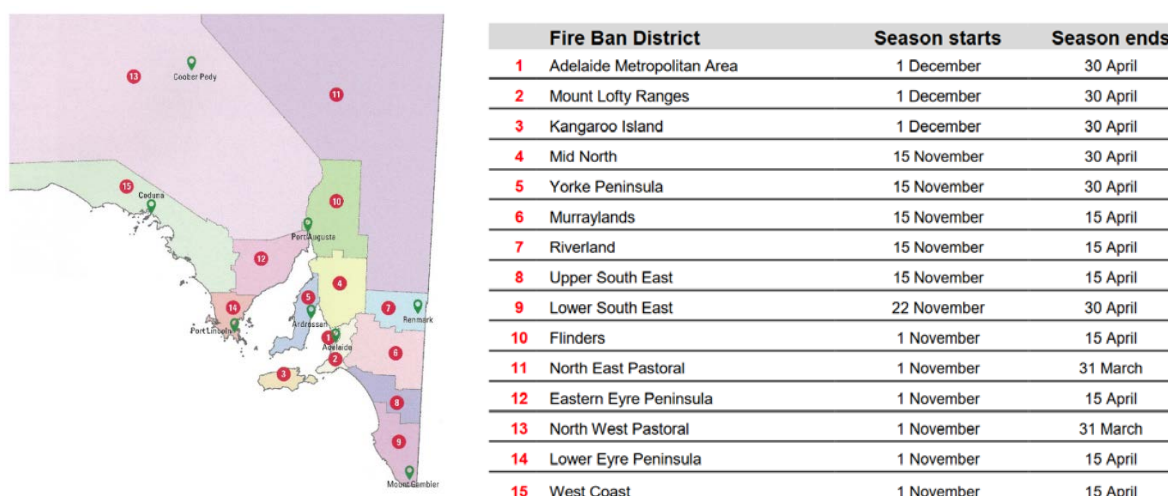 13
Coober Pedy
11
15
Ceduna
10
Port Augusta
12
4
5
14
7
Ardrossan
Renmark
Port Lincoln
1
Adelaide
6
2
3
8
9
Mount Gambier
Fire Ban District Season starts Season ends
1 Adelaide Metropolitan Area 1 December 30 April
2 Mount Lofty Ranges 1 December 30 April
3 Kangaroo Island 1 December 30 April
4 Mid North 15 November 30 April
5 Yorke Peninsula 15 November 30 April
6 Murraylands 15 November 15 April
7 Riverland 15 November 15 April
8 Upper South East 15 November 15 April
9 Lower South East 22 November 30 April
10 Flinders 1 November 15 April
11 North East Pastoral 1 November 31 March
12 Eastern Eyre Peninsula 1 November 15 April
13 North West Pastoral 1 November 31 March
14 Lower Eyre Peninsula 1 November 15 April
15 West Coast 1 November 15 April